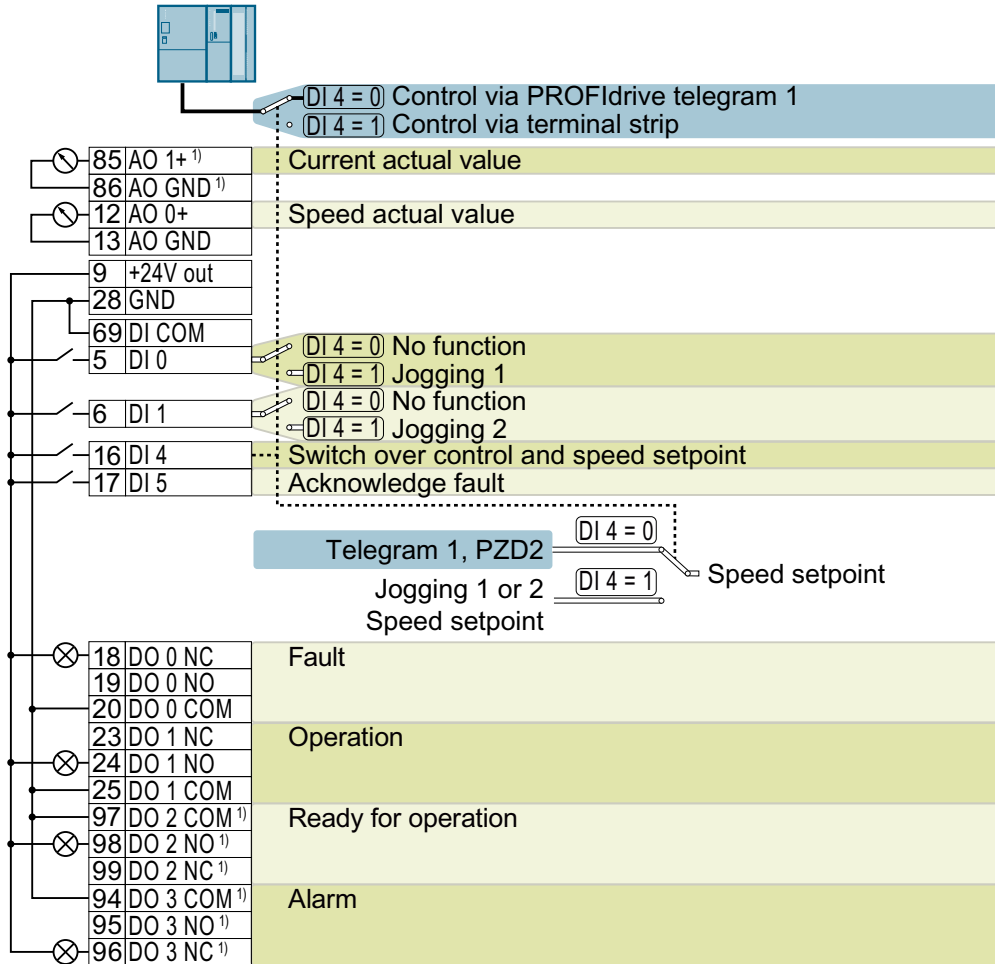 DI 4 = 0 Control via PROFIdrive telegram 1
DI 4 = 1 Control via terminal strip
85 AO 1+ 1) Current actual value
86 AO GND 1)
12 AO 0+ Speed actual value
13 AO GND
9 +24V out
28 GND
69 DI COM
DI 4 = 0 No function
5 DI 0
DI 4 = 1 Jogging 1
DI 4 = 0 No function
6 DI 1
DI 4 = 1 Jogging 2
16 DI 4 Switch over control and speed setpoint
17 DI 5 Acknowledge fault
DI 4 = 0
Telegram 1, PZD2
Speed setpoint
Jogging 1 or 2 DI 4 = 1
Speed setpoint
18 DO 0 NC Fault
19 DO 0 NO
20 DO 0 COM
23 DO 1 NC Operation
24 DO 1 NO
25 DO 1 COM
97 DO 2 COM 1) Ready for operation
98 DO 2 NO 1)
99 DO 2 NC 1)
94 DO 3 COM 1) Alarm
95 DO 3 NO 1)
96 DO 3 NC 1)